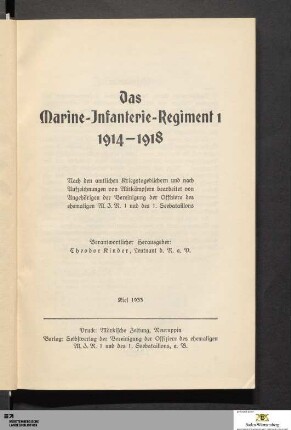 Das
Marine-Infanterie-Regiment 1
1914–1918
Nach den amtlichen Kriegstagebüchern und nach
Aufzeichnungen von Mitkämpfern bearbeitet von
Angehörigen der Vereinigung der Offiziere des
ehemaligen M. I. R. 1 und des 1. Seebataillons
Verantwortlicher Herausgeber:
Theodor Kinder, Leutnant d. R. a. D.
Kiel 1933
Druck: Märkische Zeitung, Neuruppin
Verlag: Selbstverlag der Vereinigung der Offiziere des ehemaligen
M. I. R. 1 und des 1. Seebataillons, e. V.
Baden-Württemberg